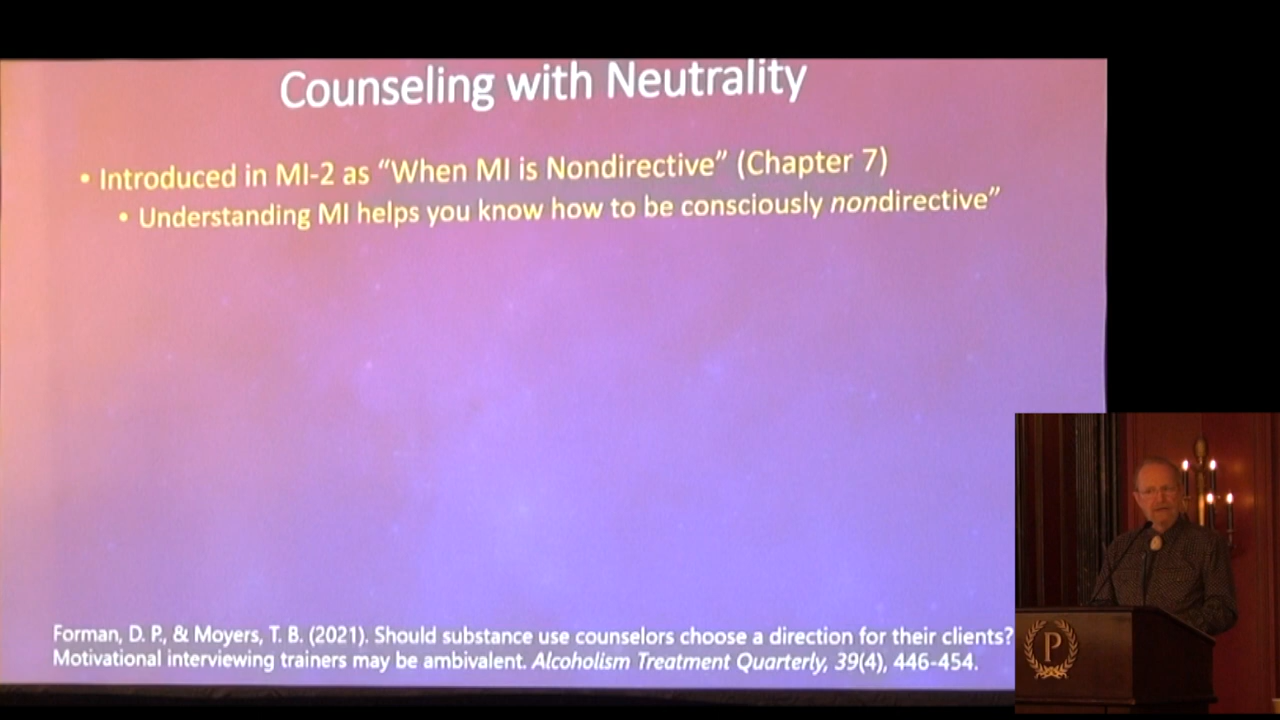 Counseling with Neutrality
• Introduced in MI-2 as “When MI is Nondirective” (Chapter 7)
• Understanding MI helps you know how to be consciously nondirective”
Forman, D. P., & Moyers, T. B. (2021). Should substance use counselors choose a direction for their clients?
Motivational interviewing trainers may be ambivalent. Alcoholism Treatment Quarterly, 39(4), 446-454.
P